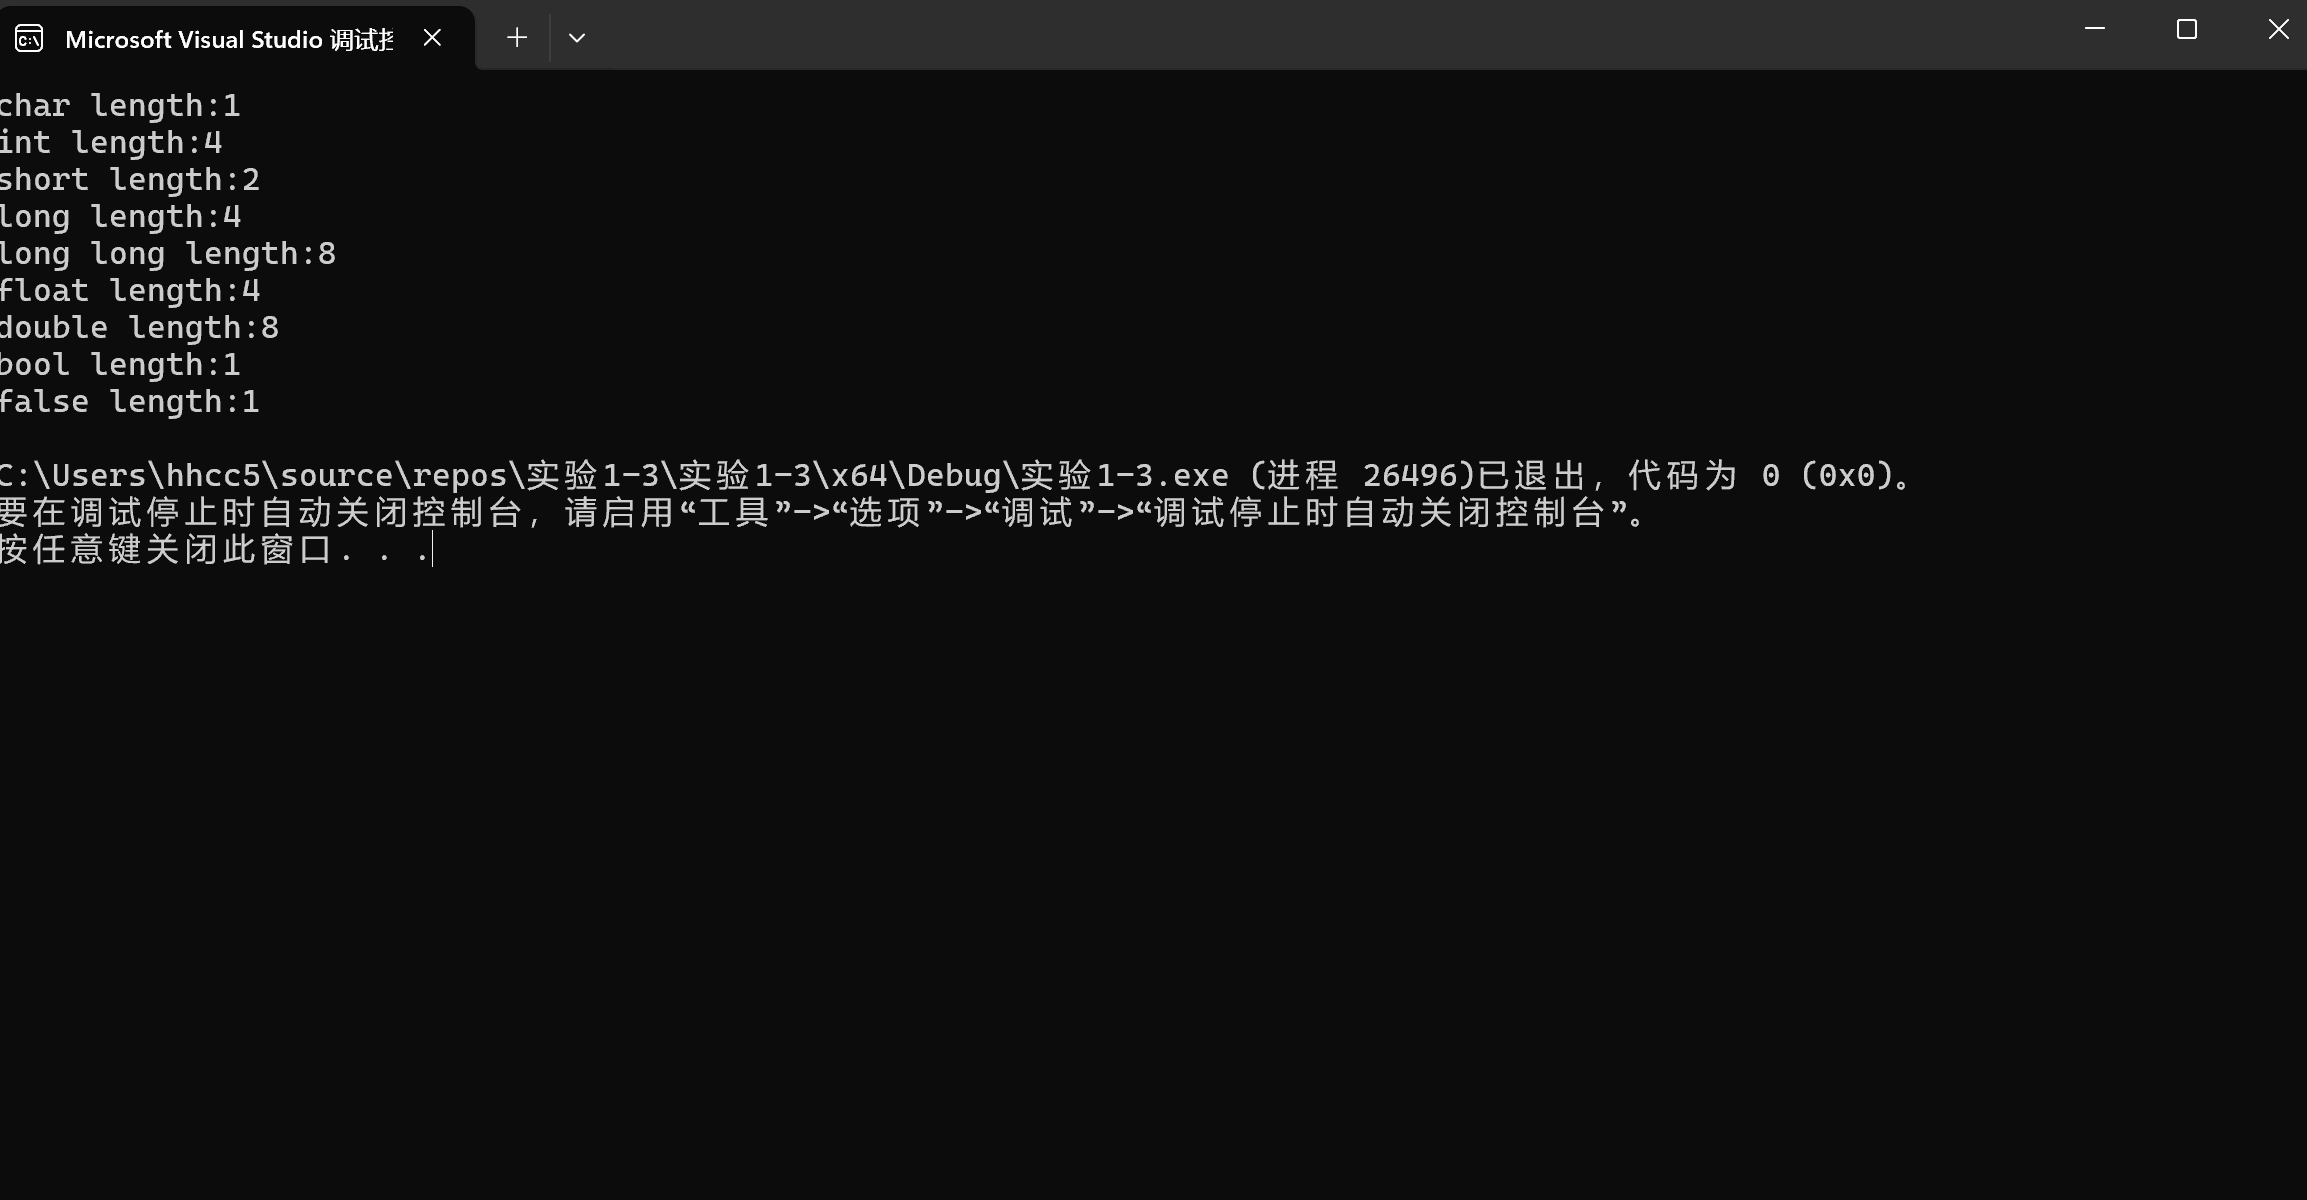 Microsoft Visual Studio 调试
char length:1
int length:4
short length:2
long length:4
long long length:8
float length:4
double length:8
bool length:1
false length:1
C:\Users\hhcc5\source\repos\实验1-3\实验1-3\x64\Debug\实验1-3.exe (进程 26496)已退出，代码为 0 (0x0)。
要在调试停止时自动关闭控制台，请启用“工具”->“选项”->“调试”->“调试停止时自动关闭控制台”。
按任意键关闭此窗口. . .